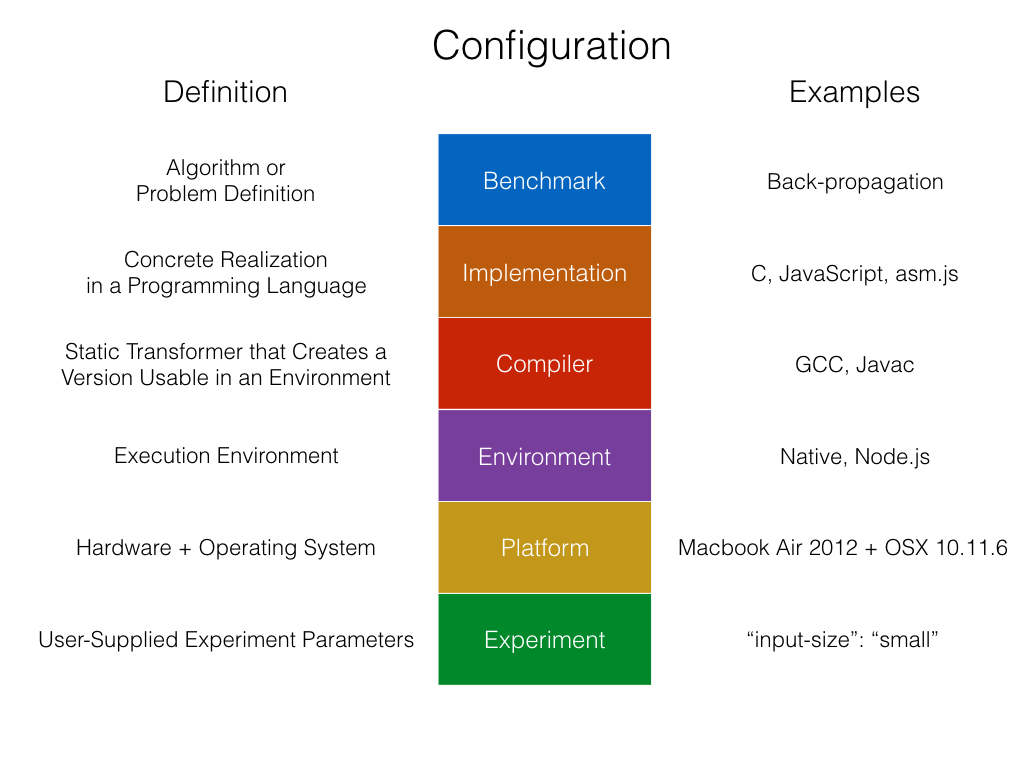 Configuration
Definition
Examples
Algorithm or
Problem Definition
Benchmark
Back-propagation
Concrete Realization
in a Programming Language
Implementation
C, JavaScript, asm.js
Static Transformer that Creates a
Version Usable in an Environment
Compiler
GCC, Javac
Execution Environment
Environment
Native, Node.js
Hardware + Operating System
Platform
Macbook Air 2012 + OSX 10.11.6
User-Supplied Experiment Parameters
Experiment
“input-size”: “small”